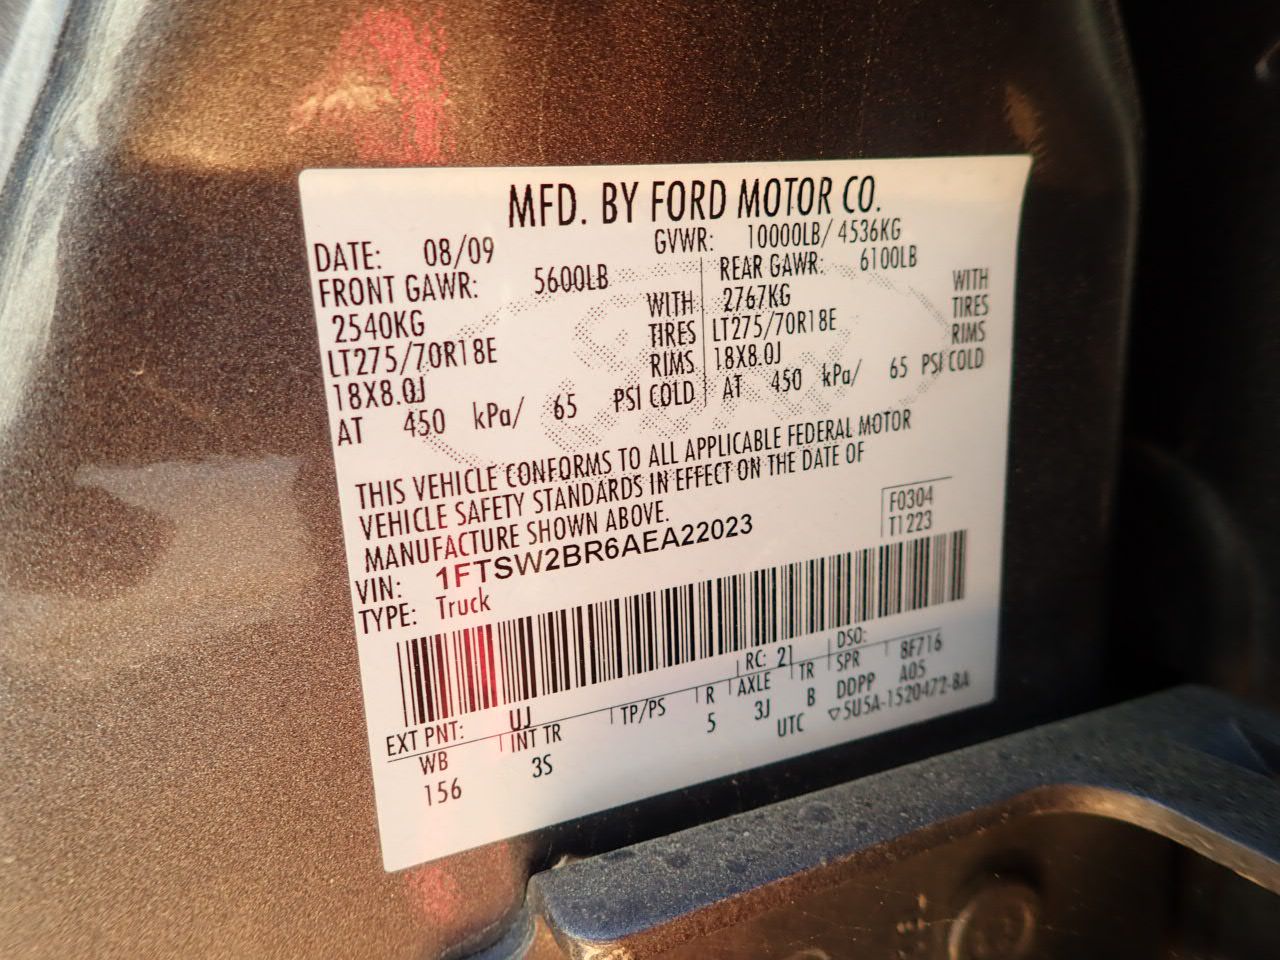 MFD. BY FORD MOTOR CO.
DATE: 08/09 GVWR: 10000LB/ 4536KG
FRONT GAWR: 5600LB REAR GAWR: 6100LB
2540KG WITH 2767KG WITH
LT275/70R18E TIRES LT275/70R18E TIRES
18X8.0J RIMS 18X8.0J RIMS
AT 450 kPa/ 65 PSI COLD AT 450 kPa/ 65 PSI COLD
THIS VEHICLE CONFORMS TO ALL APPLICABLE FEDERAL MOTOR
VEHICLE SAFETY STANDARDS IN EFFECT ON THE DATE OF
MANUFACTURE SHOWN ABOVE.
F0304
VIN: 1FTSW2BR6AEA22023 T1223
TYPE: Truck
EXT PNT: UJ RC: 21 DSO: 8F716
WB INT TR TP/PS R AXLE TR SPR A05
156 3S 5 3J B DDPP
UTC ▽5U5A-1520472-BA